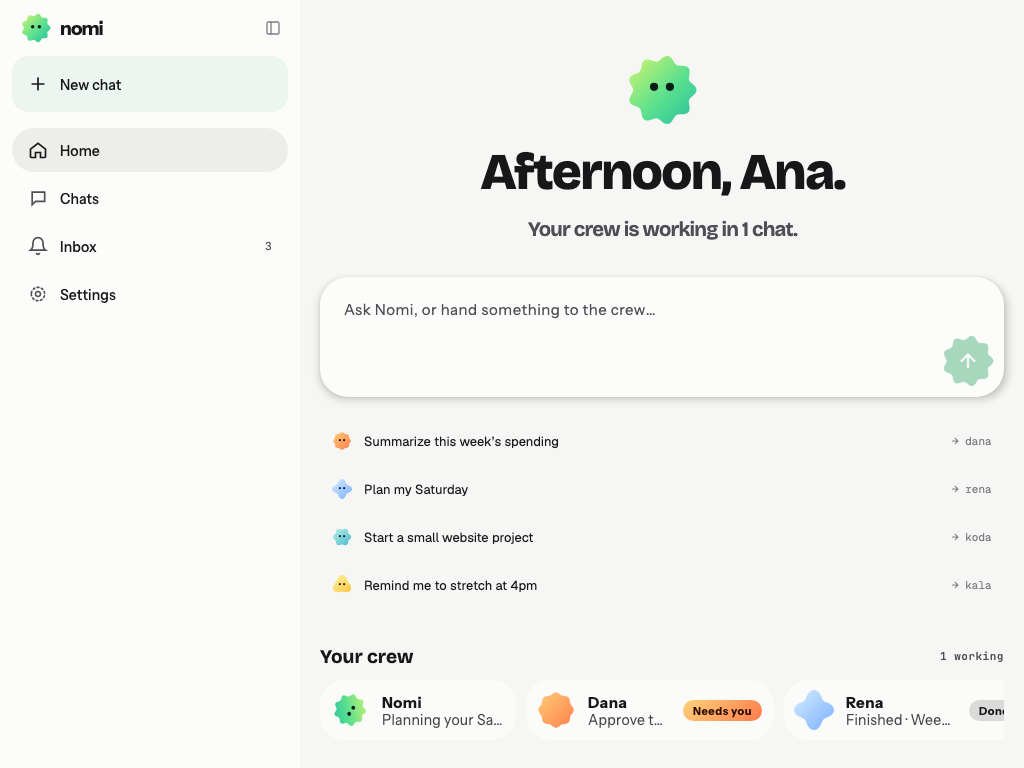 nomi
New chat
Home
Chats
Inbox 3
Settings
Afternoon, Ana.
Your crew is working in 1 chat.
Ask Nomi, or hand something to the crew…
Summarize this week’s spending → dana
Plan my Saturday → rena
Start a small website project → koda
Remind me to stretch at 4pm → kala
Your crew 1 working
Nomi
Planning your Sa…
Dana
Approve t…
Needs you
Rena
Finished · Wee…